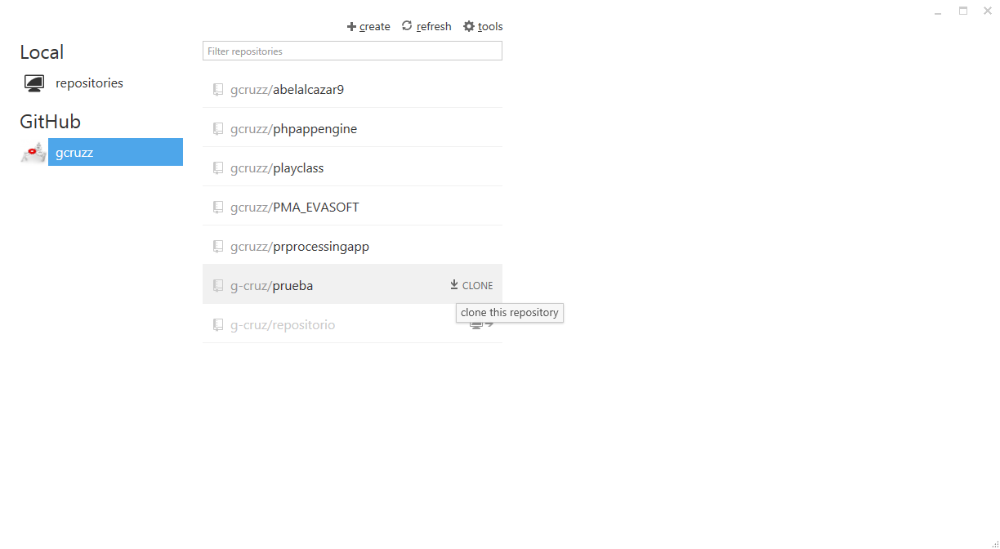 create refresh tools
Local
Filter repositories
repositories
gcruzz/abelalcazar9
GitHub
gcruzz/phpappengine
gcruzz
gcruzz/playclass
gcruzz/PMA_EVASOFT
gcruzz/prprocessingapp
g-cruz/prueba CLONE
clone this repository
g-cruz/repositorio